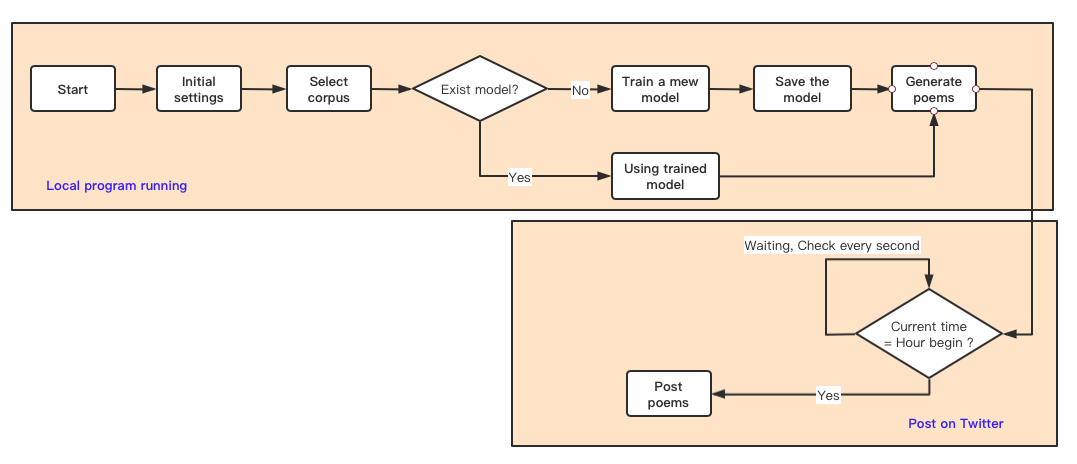 Start
Initial
settings
Select
corpus
Exist model?
No
Train a mew
model
Save the
model
Generate
poems
Yes
Using trained
model
Local program running
Waiting, Check every second
Current time
= Hour begin ?
Yes
Post
poems
Post on Twitter